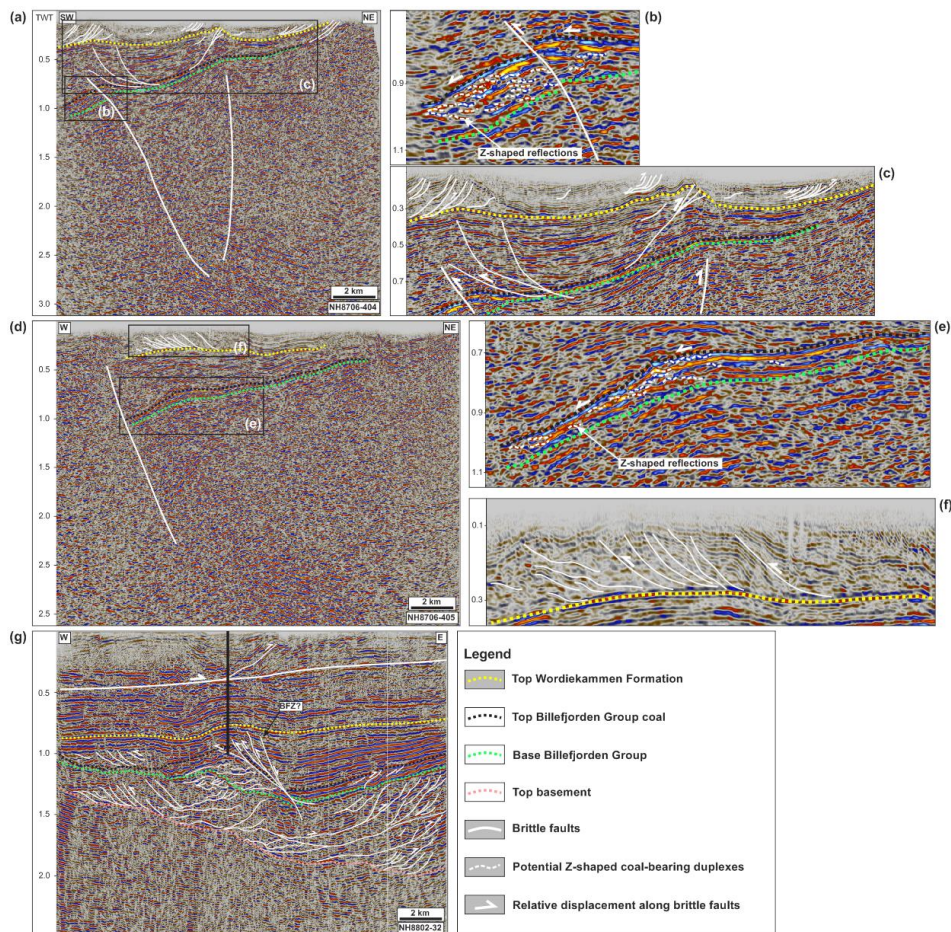 (a)
TWT
SW
NE
0.5
1.0
1.5
2.0
2.5
3.0
(c)
(b)
2 km
NH8706-404
(b)
0.9
1.1
Z-shaped reflections
(c)
0.3
0.5
0.7
(d)
W
NE
0.5
1.0
1.5
2.0
2.5
(f)
(e)
2 km
NH8706-405
(e)
0.7
0.9
1.1
Z-shaped reflections
(f)
0.1
0.3
(g)
W
E
0.5
1.0
1.5
2.0
BFZ?
2 km
NH8802-32
Legend
Top Wordiekammen Formation
Top Billefjorden Group coal
Base Billefjorden Group
Top basement
Brittle faults
Potential Z-shaped coal-bearing duplexes
Relative displacement along brittle faults